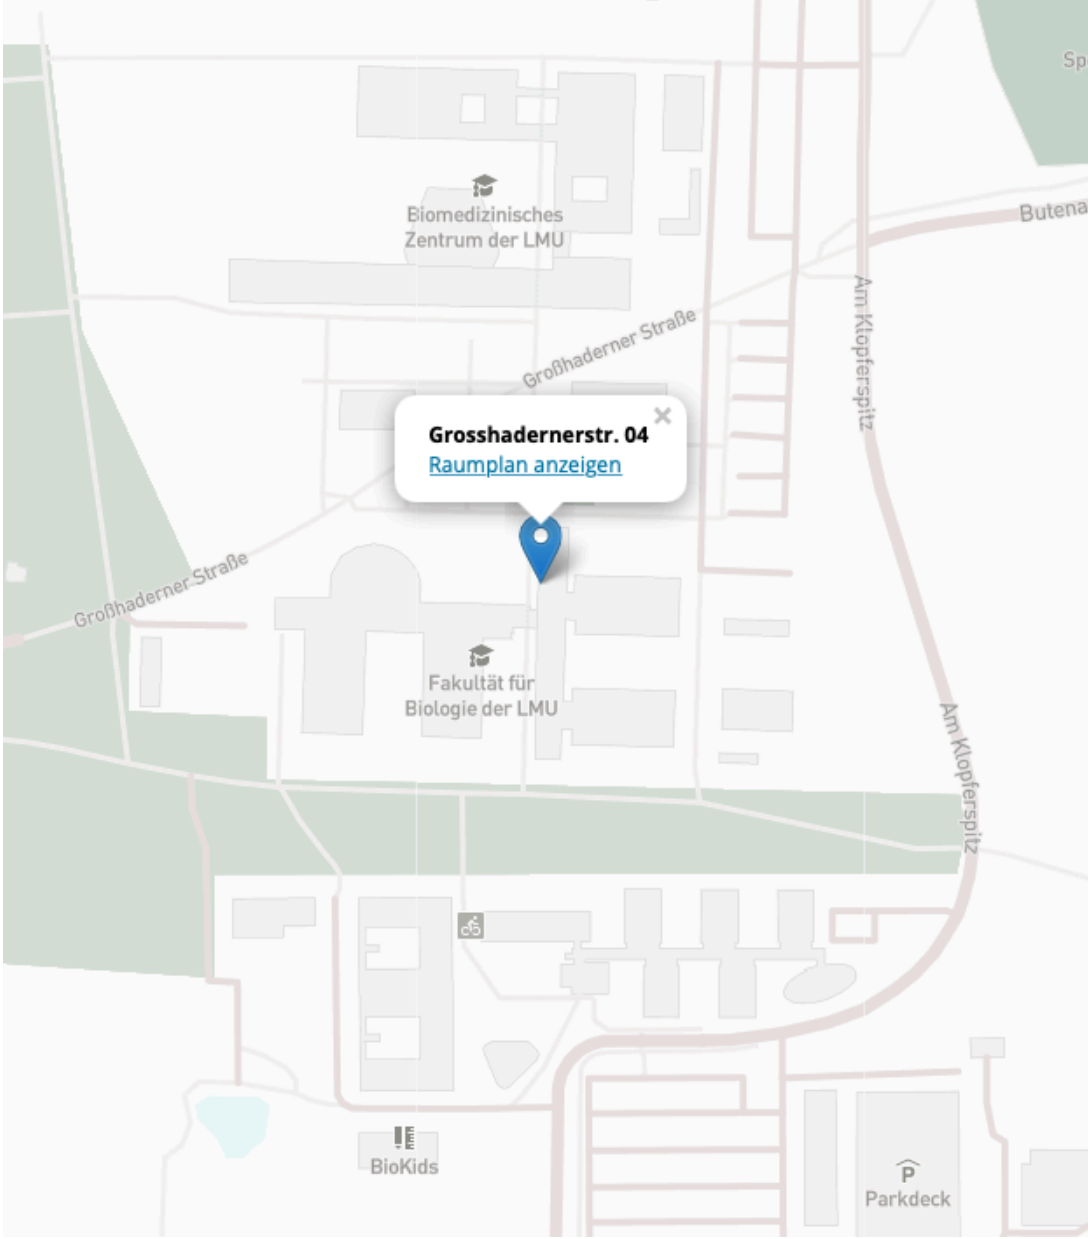 Sp
Biomedizinisches
Zentrum der LMU
Butena
Am Klopferspitz
Großhaderner Straße
Grosshadernerstr. 04
×
Raumplan anzeigen
Großhaderner Straße
Fakultät für
Biologie der LMU
Am Klopferspitz
BioKids
P
Parkdeck